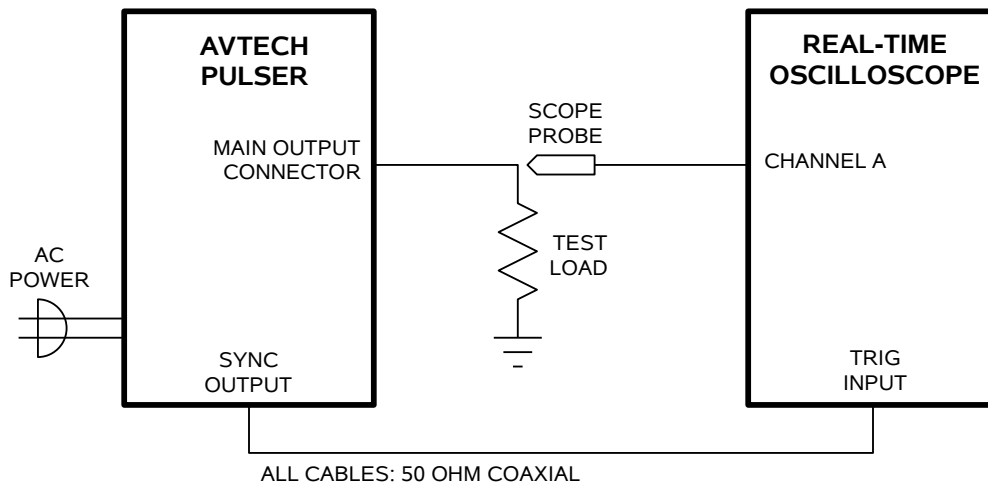 AVTECH
PULSER
REAL-TIME
OSCILLOSCOPE
SCOPE
PROBE
MAIN OUTPUT
CONNECTOR
CHANNEL A
TEST
LOAD
AC
POWER
SYNC
OUTPUT
TRIG
INPUT
ALL CABLES: 50 OHM COAXIAL